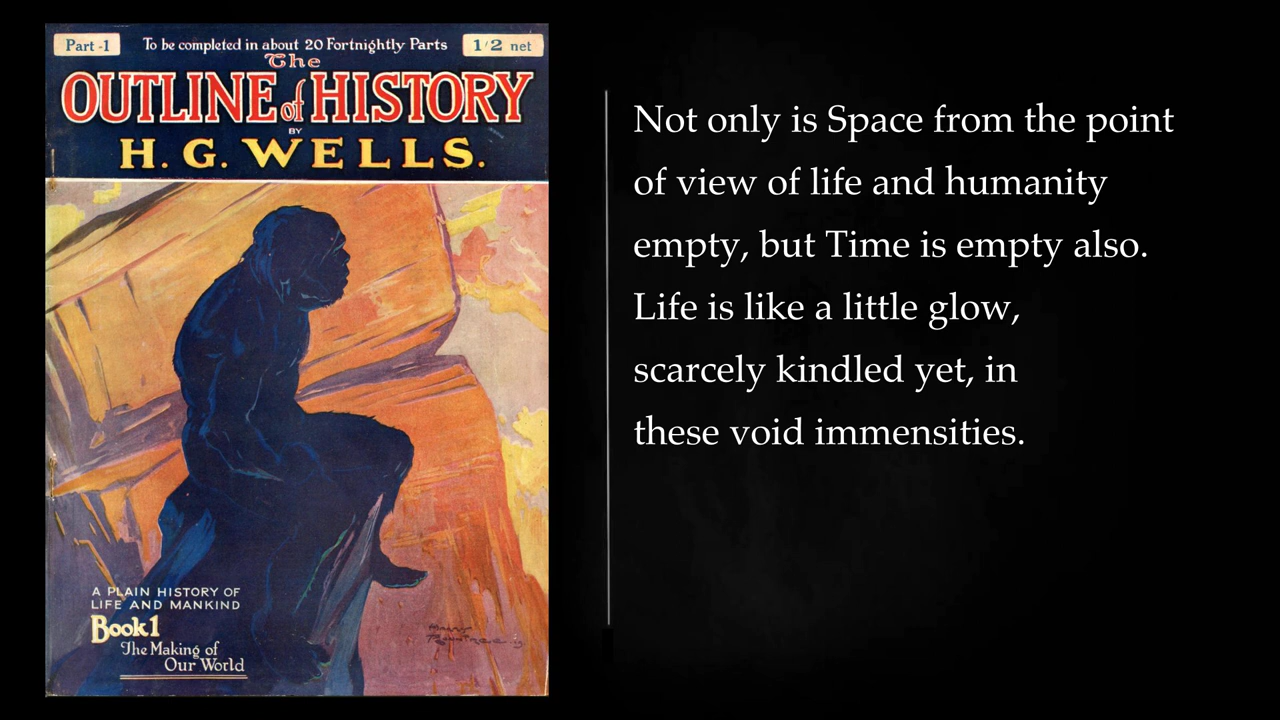 Part -1
To be completed in about 20 Fortnightly Parts
1/2 net
The
OUTLINE of HISTORY
BY
H. G. WELLS.
A PLAIN HISTORY OF
LIFE AND MANKIND
Book 1
The Making of
Our World
Not only is Space from the point
of view of life and humanity
empty, but Time is empty also.
Life is like a little glow,
scarcely kindled yet, in
these void immensities.